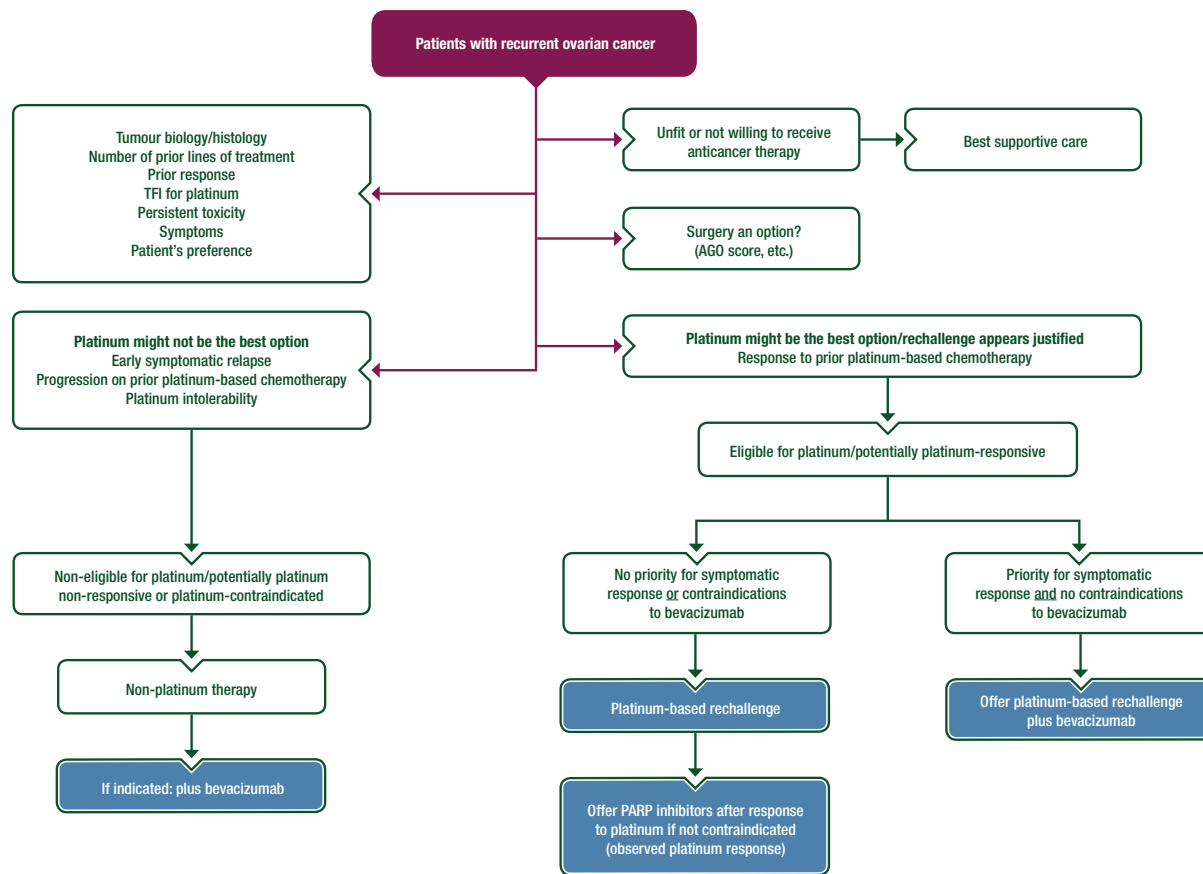 Patients with recurrent ovarian cancer
Tumour biology/histology
Number of prior lines of treatment
Prior response
TFI for platinum
Persistent toxicity
Symptoms
Patient's preference
Unfit or not willing to receive
anticancer therapy
Best supportive care
Surgery an option?
(AGO score, etc.)
Platinum might not be the best option
Early symptomatic relapse
Progression on prior platinum-based chemotherapy
Platinum intolerability
Platinum might be the best option/rechallenge appears justified
Response to prior platinum-based chemotherapy
Eligible for platinum/potentially platinum-responsive
Non-eligible for platinum/potentially platinum
non-responsive or platinum-contraindicated
No priority for symptomatic
response or contraindications
to bevacizumab
Priority for symptomatic
response and no contraindications
to bevacizumab
Non-platinum therapy
Platinum-based rechallenge
Offer platinum-based rechallenge
plus bevacizumab
If indicated: plus bevacizumab
Offer PARP inhibitors after response
to platinum if not contraindicated
(observed platinum response)